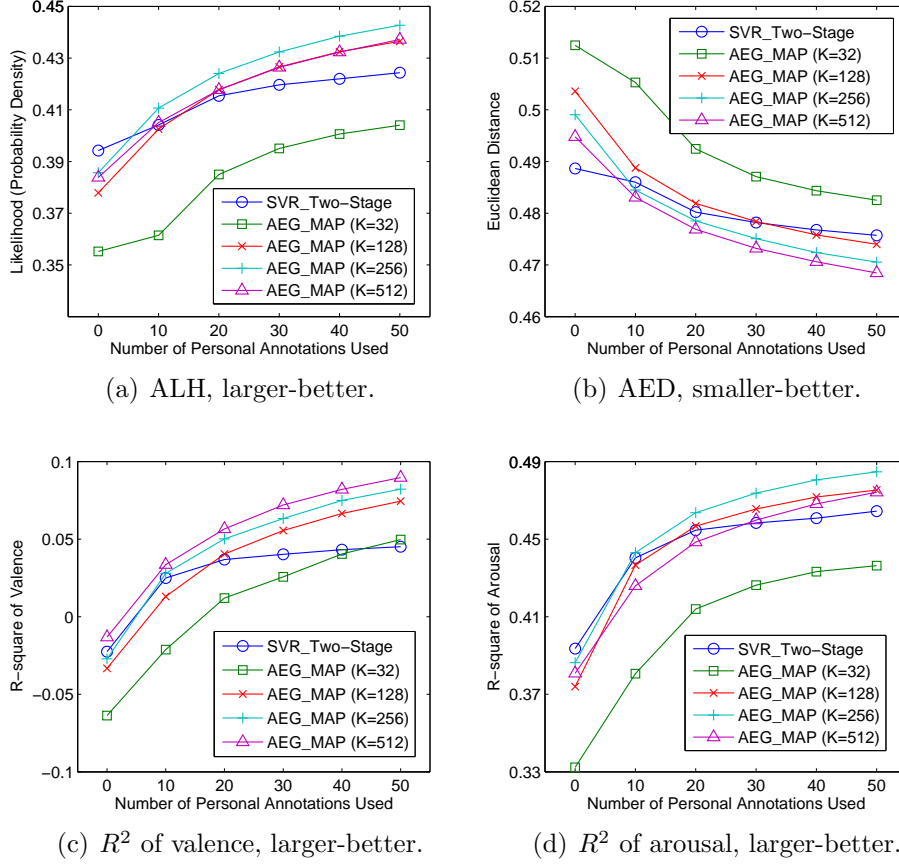 0.45
0.43
0.41
0.39
0.37
0.35
Likelihood (Probability Density)
SVR_Two-Stage
AEG_MAP (K=32)
AEG_MAP (K=128)
AEG_MAP (K=256)
AEG_MAP (K=512)
0 10 20 30 40 50
Number of Personal Annotations Used
(a) ALH, larger-better.
0.52
0.51
0.5
0.49
0.48
0.47
0.46
Euclidean Distance
SVR_Two-Stage
AEG_MAP (K=32)
AEG_MAP (K=128)
AEG_MAP (K=256)
AEG_MAP (K=512)
0 10 20 30 40 50
Number of Personal Annotations Used
(b) AED, smaller-better.
0.1
0.05
0
−0.05
−0.1
R−square of Valence
SVR_Two-Stage
AEG_MAP (K=32)
AEG_MAP (K=128)
AEG_MAP (K=256)
AEG_MAP (K=512)
0 10 20 30 40 50
Number of Personal Annotations Used
(c) R² of valence, larger-better.
0.49
0.45
0.41
0.37
0.33
R−square of Arousal
SVR_Two-Stage
AEG_MAP (K=32)
AEG_MAP (K=128)
AEG_MAP (K=256)
AEG_MAP (K=512)
0 10 20 30 40 50
Number of Personal Annotations Used
(d) R² of arousal, larger-better.